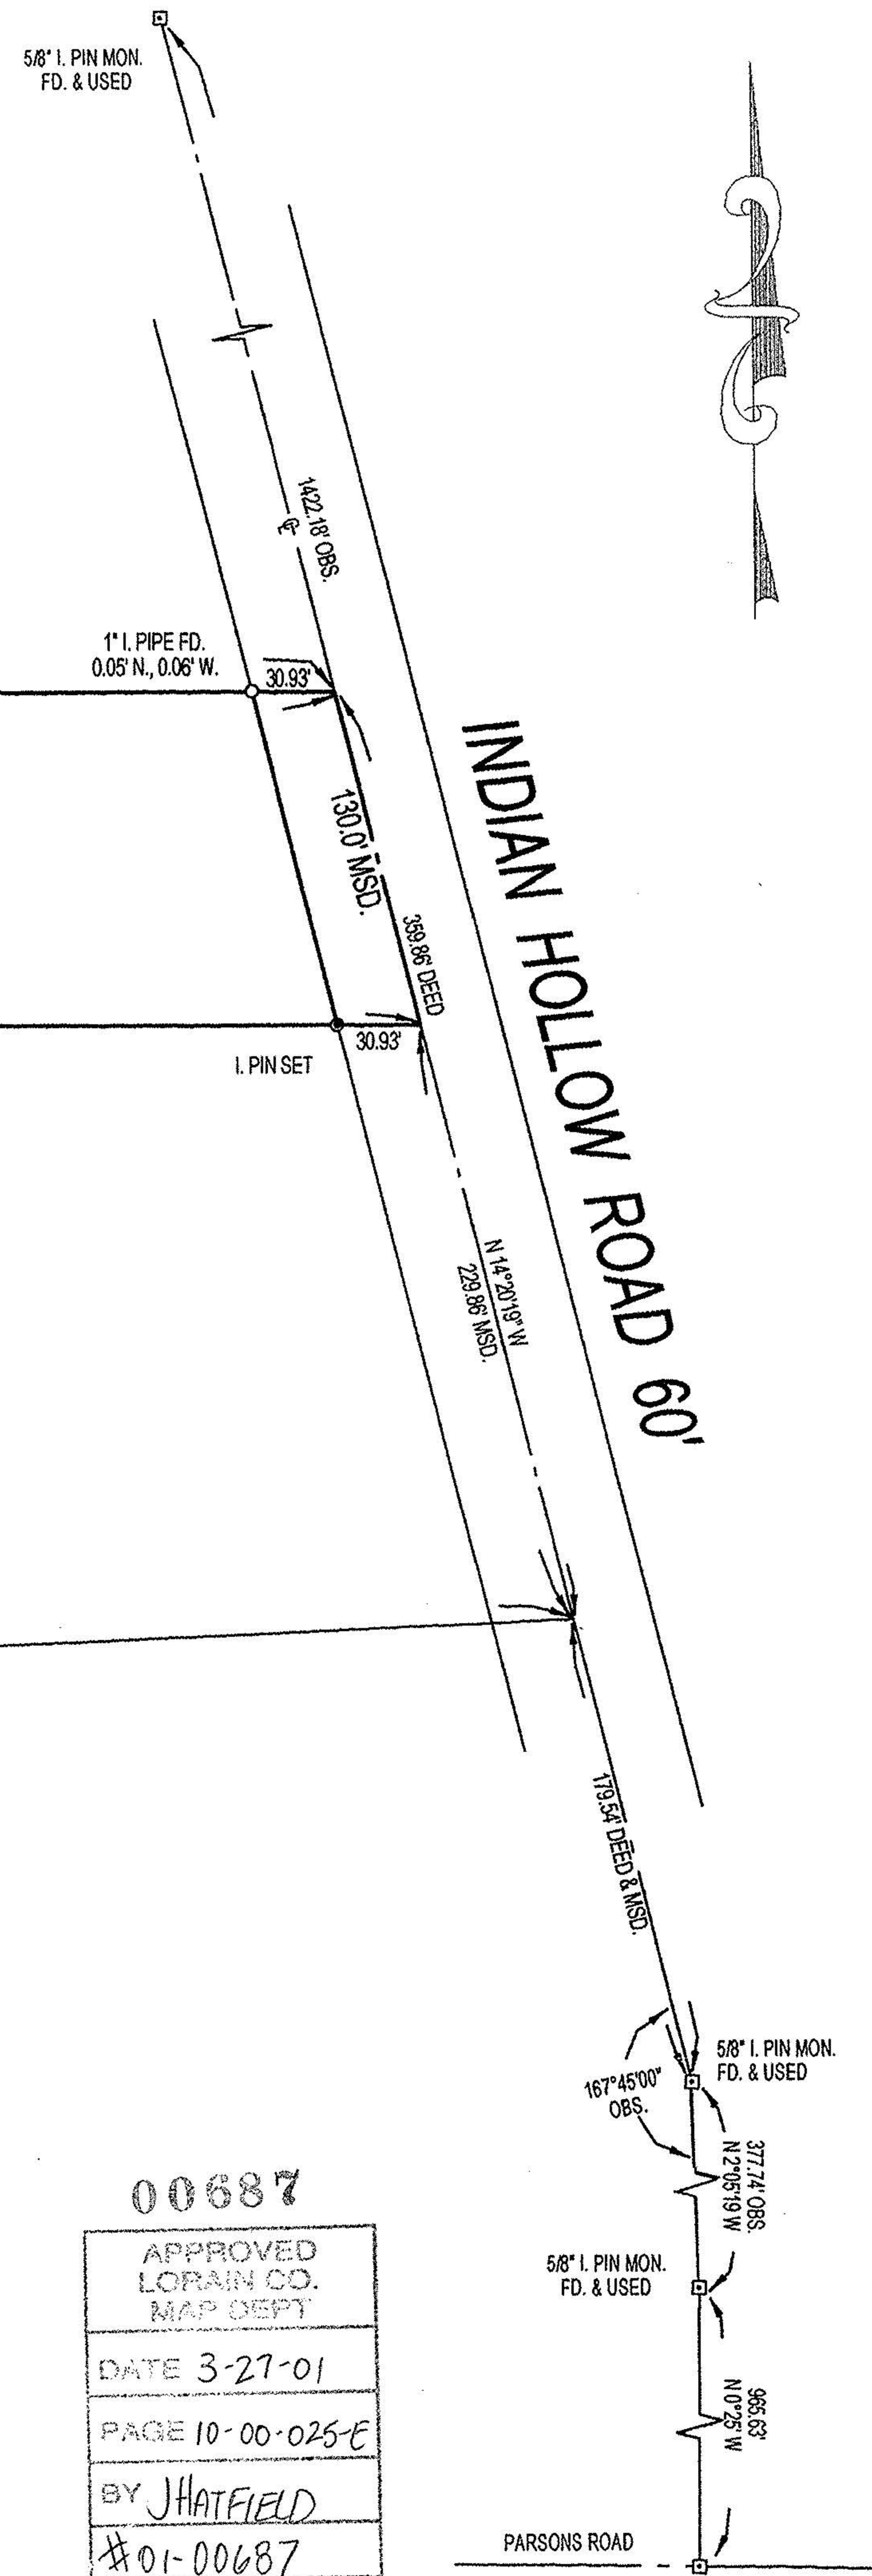 5/8" I. PIN MON.
FD. & USED
1422.18' OBS.
1" I. PIPE FD.
0.05' N., 0.06' W.
30.93'
130.0' MSD.
INDIAN HOLLOW ROAD 60'
359.86' DEED
30.93'
I. PIN SET
N 14°20'19" W
229.86' MSD.
179.54' DEED & MSD.
5/8" I. PIN MON.
FD. & USED
167°45'00"
OBS.
377.74' OBS.
N 2°05'19 W
5/8" I. PIN MON.
FD. & USED
965.63'
N 0°25' W
PARSONS ROAD
00687
APPROVED
LORAIN CO.
MAP DEPT
DATE 3-27-01
PAGE 10-00-025-E
BY JHATFIELD
#01-00687